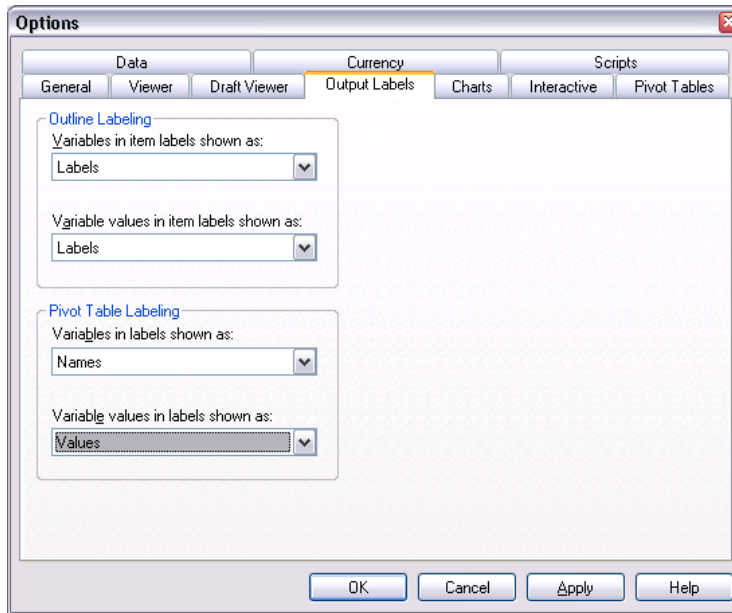 Options
Data Currency Scripts
General Viewer Draft Viewer Output Labels Charts Interactive Pivot Tables
Outline Labeling
Variables in item labels shown as:
Labels
Variable values in item labels shown as:
Labels
Pivot Table Labeling
Variables in labels shown as:
Names
Variable values in labels shown as:
Values
OK Cancel Apply Help